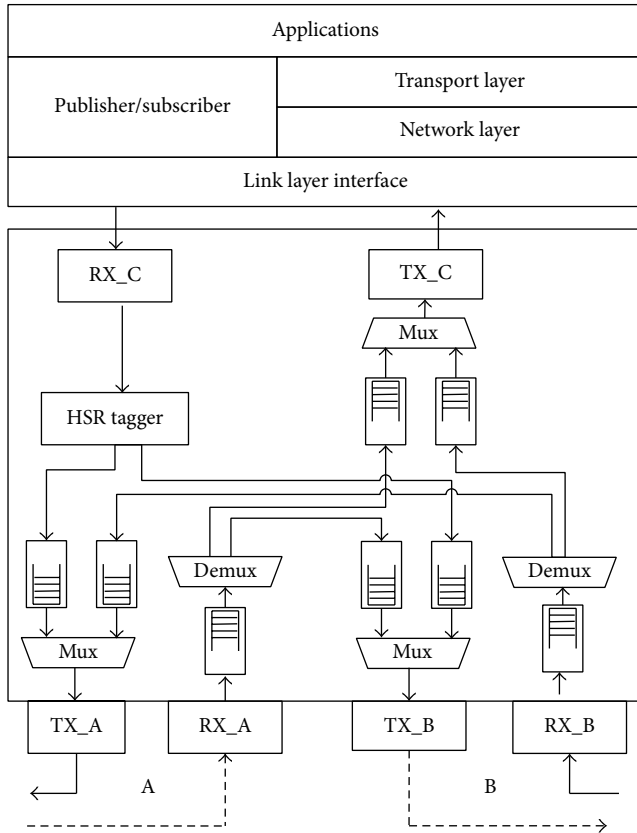 Applications
Publisher/subscriber
Transport layer
Network layer
Link layer interface
RX_C
TX_C
Mux
HSR tagger
Demux
Demux
Mux
Mux
TX_A
RX_A
TX_B
RX_B
A
B